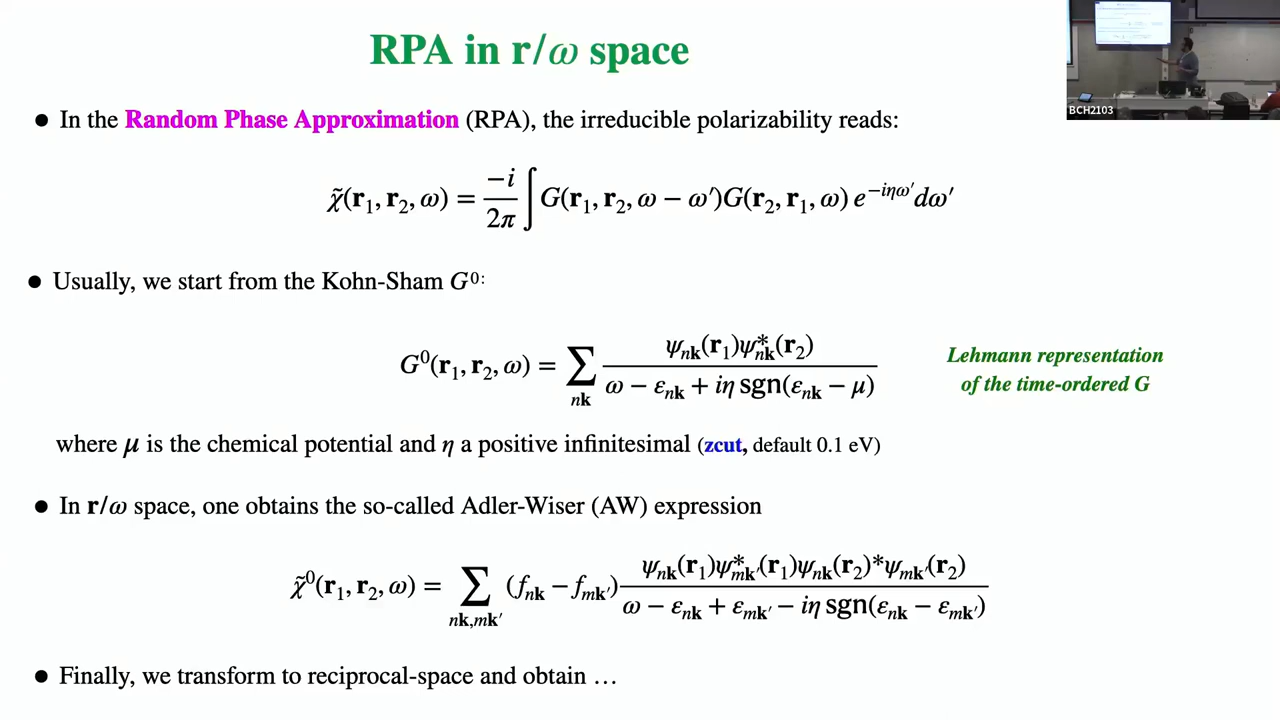 RPA in r/ω space
BCH2103
● In the Random Phase Approximation (RPA), the irreducible polarizability reads:
χ̃(r₁, r₂, ω) = −i/2π ∫ G(r₁, r₂, ω − ω′)G(r₂, r₁, ω) e^{−iηω′} dω′
● Usually, we start from the Kohn-Sham G⁰:
G⁰(r₁, r₂, ω) = ∑_{nk} ψ_{nk}(r₁)ψ*_{nk}(r₂) / ω − ε_{nk} + iη sgn(ε_{nk} − μ)
Lehmann representation
of the time-ordered G
where μ is the chemical potential and η a positive infinitesimal (zcut, default 0.1 eV)
● In r/ω space, one obtains the so-called Adler-Wiser (AW) expression
χ̃⁰(r₁, r₂, ω) = ∑_{nk,mk′} (f_{nk} − f_{mk′}) ψ_{nk}(r₁)ψ*_{mk′}(r₁)ψ_{nk}(r₂)*ψ_{mk′}(r₂) / ω − ε_{nk} + ε_{mk′} − iη sgn(ε_{nk} − ε_{mk′})
● Finally, we transform to reciprocal-space and obtain …